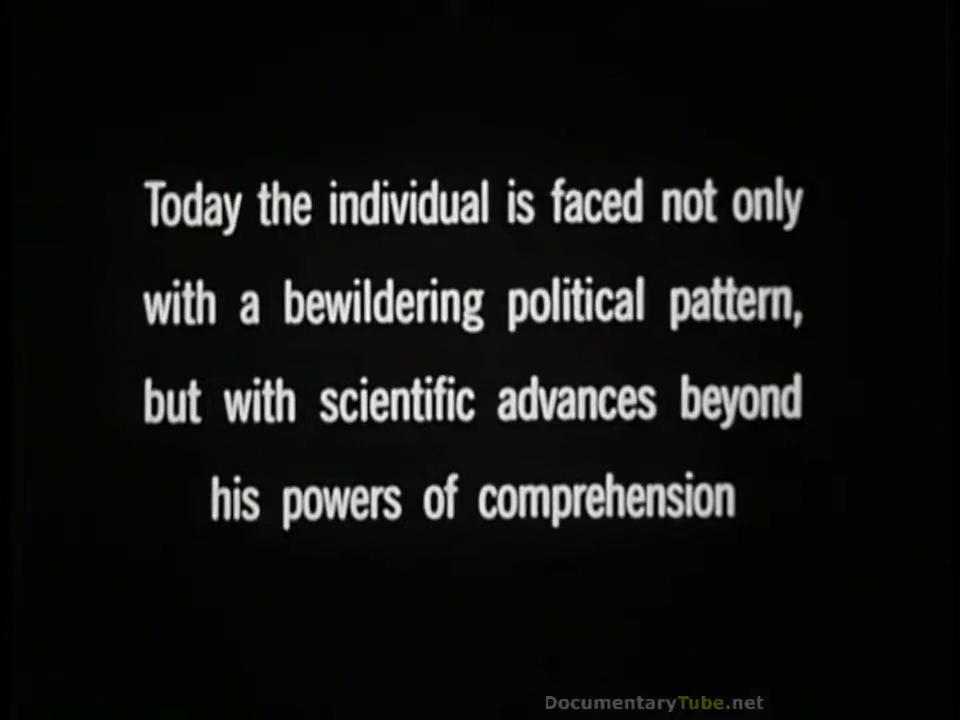 Today the individual is faced not only
with a bewildering political pattern,
but with scientific advances beyond
his powers of comprehension
DocumentaryTube.net